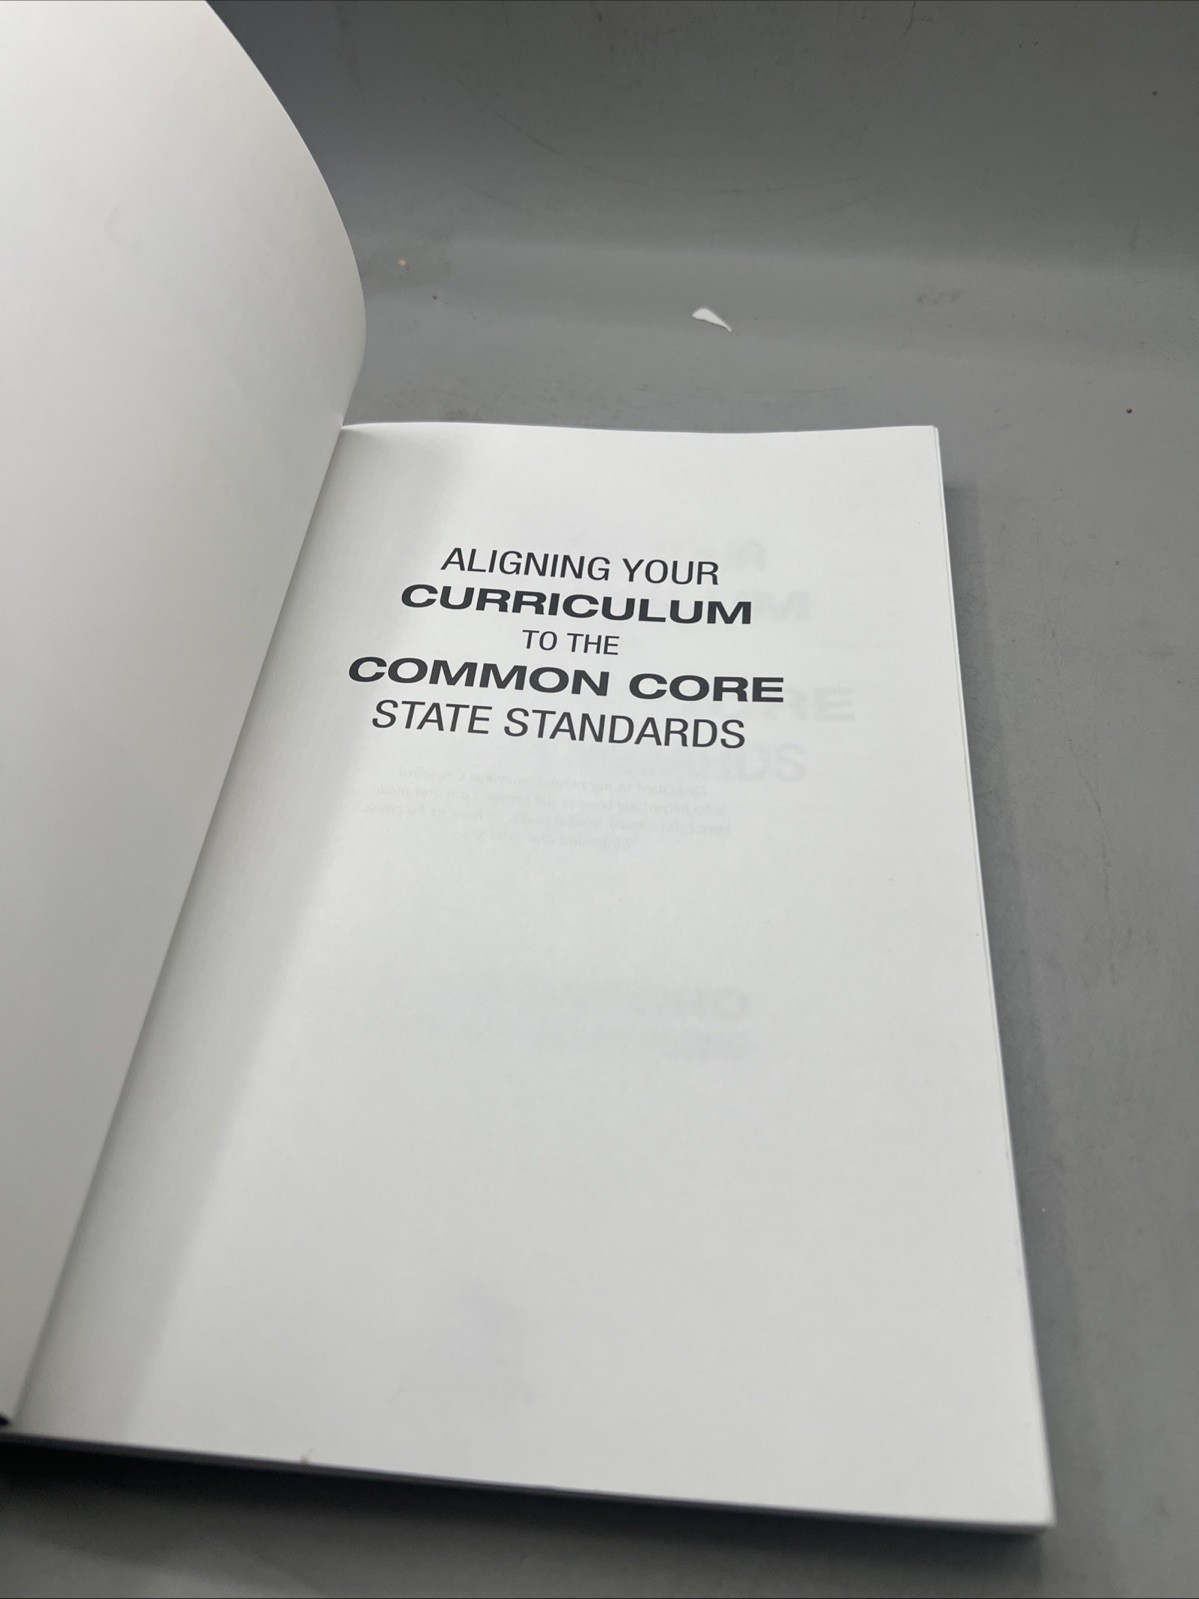 ALIGNING YOUR
CURRICULUM
TO THE
COMMON CORE
STATE STANDARDS